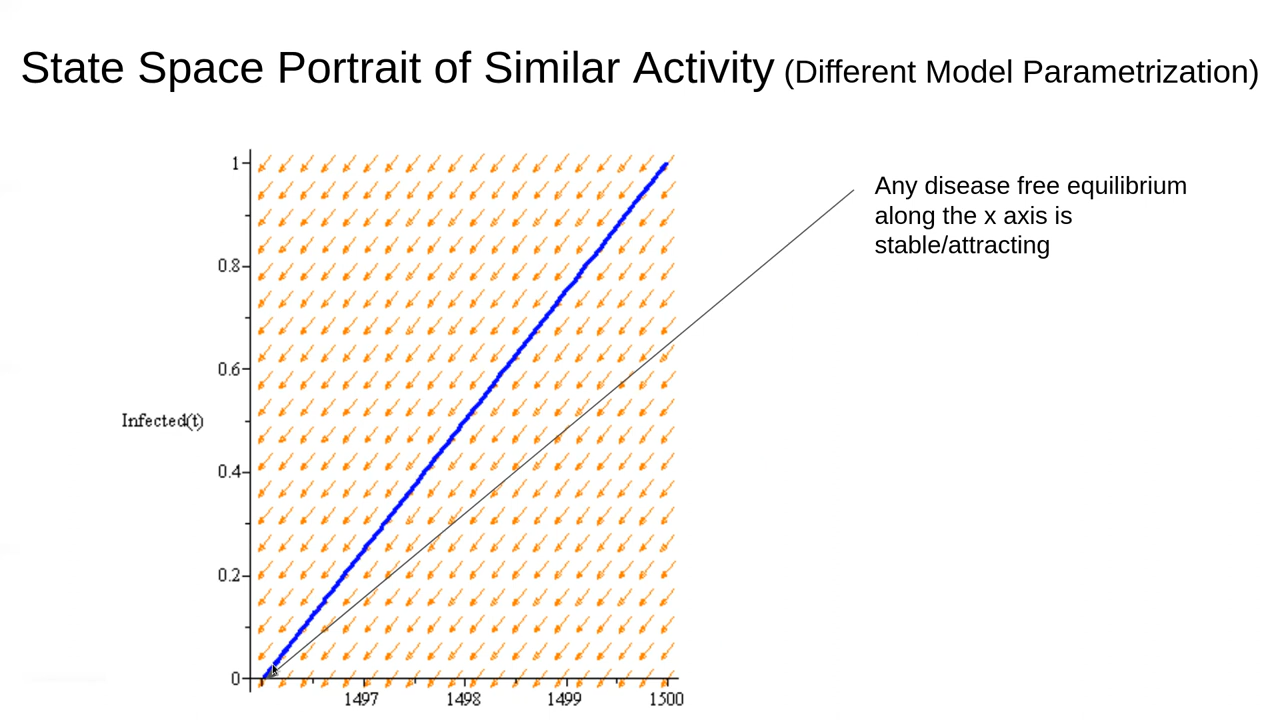 State Space Portrait of Similar Activity (Different Model Parametrization)
Any disease free equilibrium
along the x axis is
stable/attracting
1
0.8
0.6
Infected(t)
0.4
0.2
0
1497 1498 1499 1500